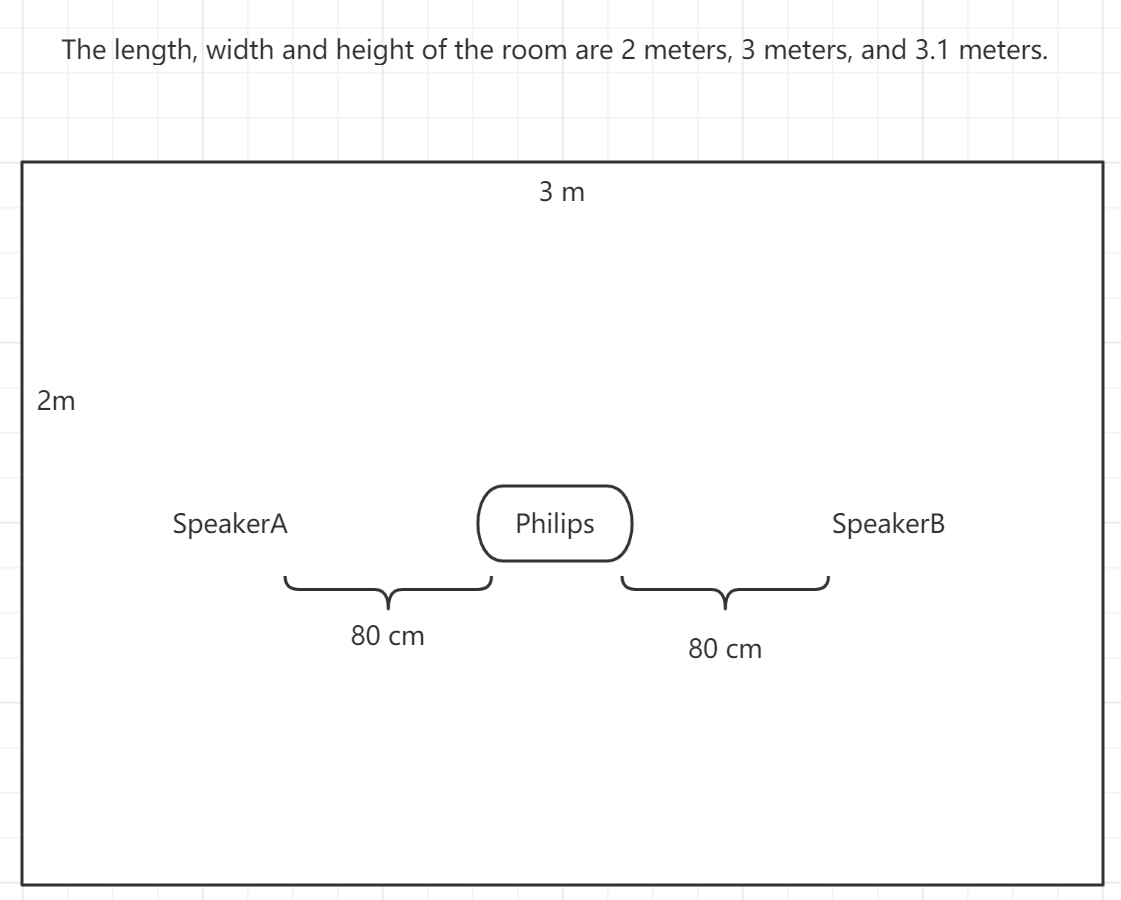 The length, width and height of the room are 2 meters, 3 meters, and 3.1 meters.
3 m
2m
SpeakerA
Philips
SpeakerB
80 cm
80 cm